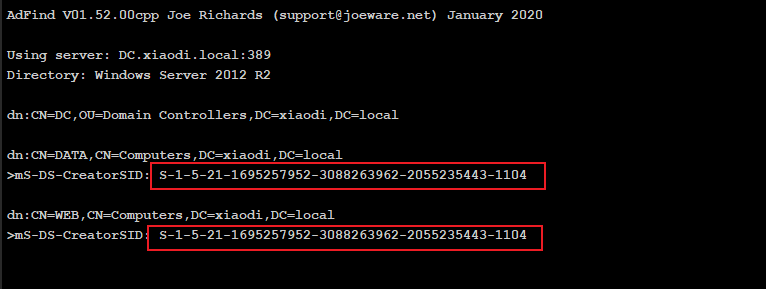 AdFind V01.52.00cpp Joe Richards (support@joeware.net) January 2020
Using server: DC.xiaodi.local:389
Directory: Windows Server 2012 R2
dn:CN=DC,OU=Domain Controllers,DC=xiaodi,DC=local
dn:CN=DATA,CN=Computers,DC=xiaodi,DC=local
>mS-DS-CreatorSID: S-1-5-21-1695257952-3088263962-2055235443-1104
dn:CN=WEB,CN=Computers,DC=xiaodi,DC=local
>mS-DS-CreatorSID: S-1-5-21-1695257952-3088263962-2055235443-1104